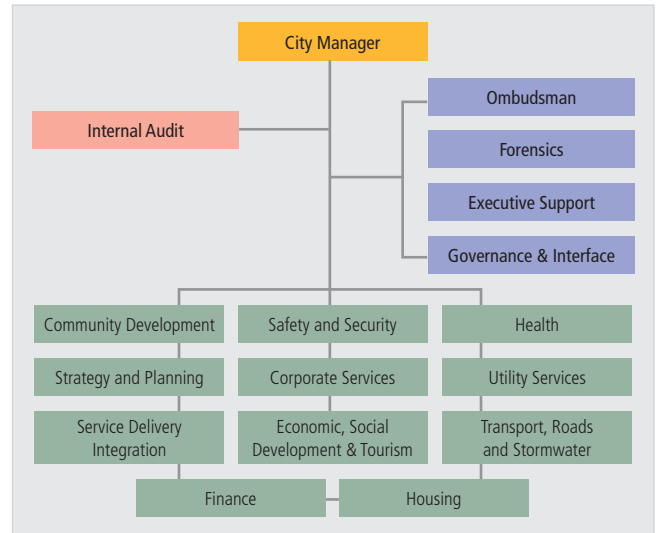 City Manager
Internal Audit
Ombudsman
Forensics
Executive Support
Governance & Interface
Community Development
Safety and Security
Health
Strategy and Planning
Corporate Services
Utility Services
Service Delivery
Integration
Economic, Social
Development & Tourism
Transport, Roads
and Stormwater
Finance
Housing